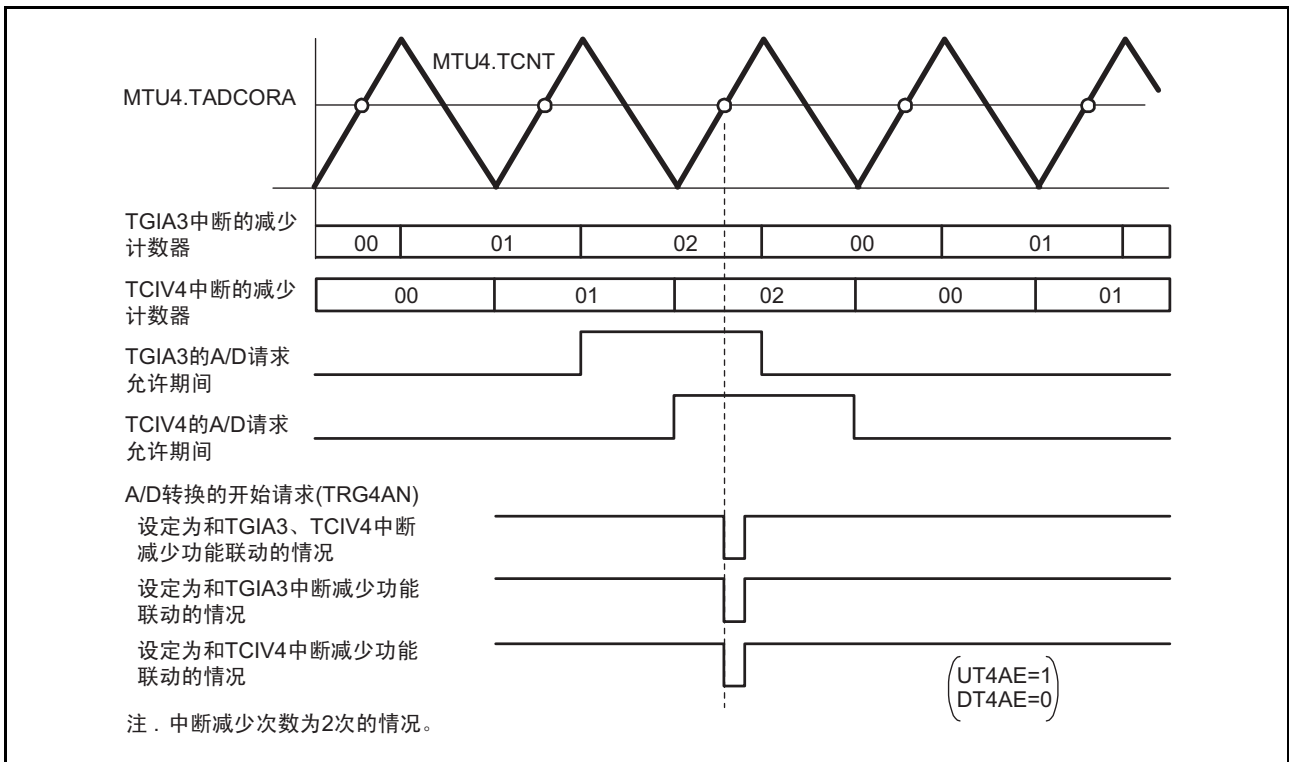 MTU4.TCNT
MTU4.TADCORA
TGIA3中断的减少
计数器
00 01 02 00 01
TCIV4中断的减少
计数器
00 01 02 00 01
TGIA3的A/D请求
允许期间
TCIV4的A/D请求
允许期间
A/D转换的开始请求(TRG4AN)
设定为和TGIA3、TCIV4中断
减少功能联动的情况
设定为和TGIA3中断减少功能
联动的情况
设定为和TCIV4中断减少功能
联动的情况
UT4AE=1
DT4AE=0
注 . 中断减少次数为2次的情况。